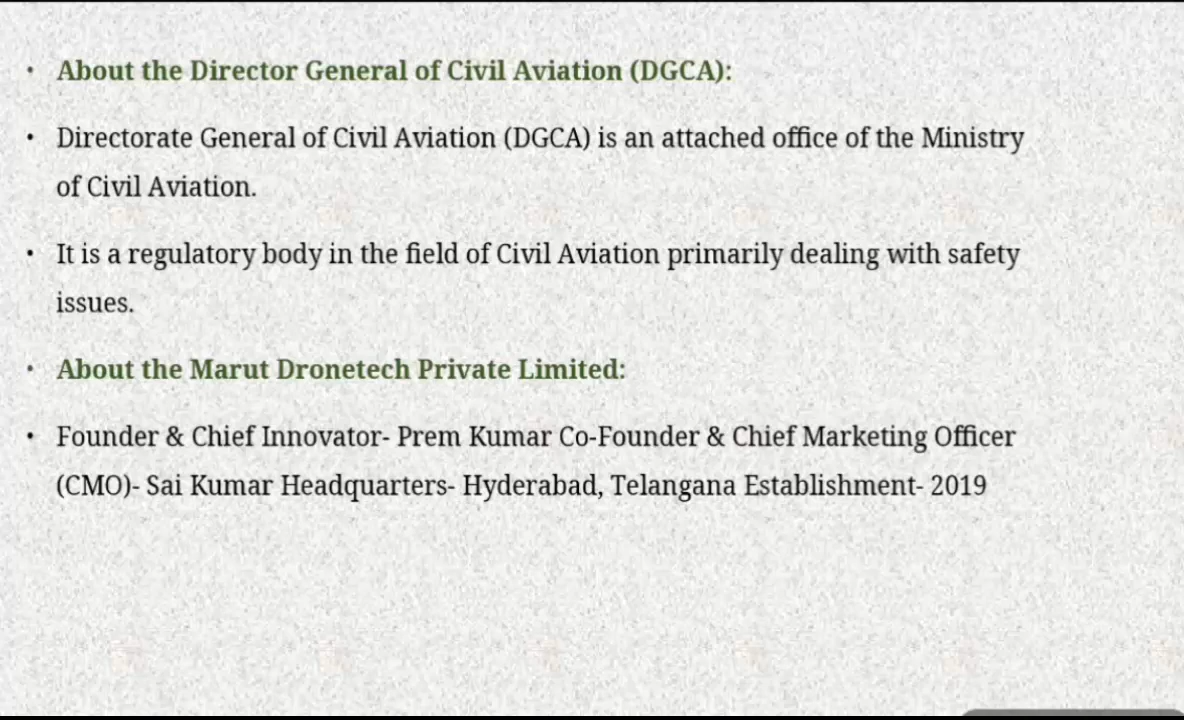 • About the Director General of Civil Aviation (DGCA):
• Directorate General of Civil Aviation (DGCA) is an attached office of the Ministry
of Civil Aviation.
• It is a regulatory body in the field of Civil Aviation primarily dealing with safety
issues.
• About the Marut Dronetech Private Limited:
• Founder & Chief Innovator- Prem Kumar Co-Founder & Chief Marketing Officer
(CMO)- Sai Kumar Headquarters- Hyderabad, Telangana Establishment- 2019